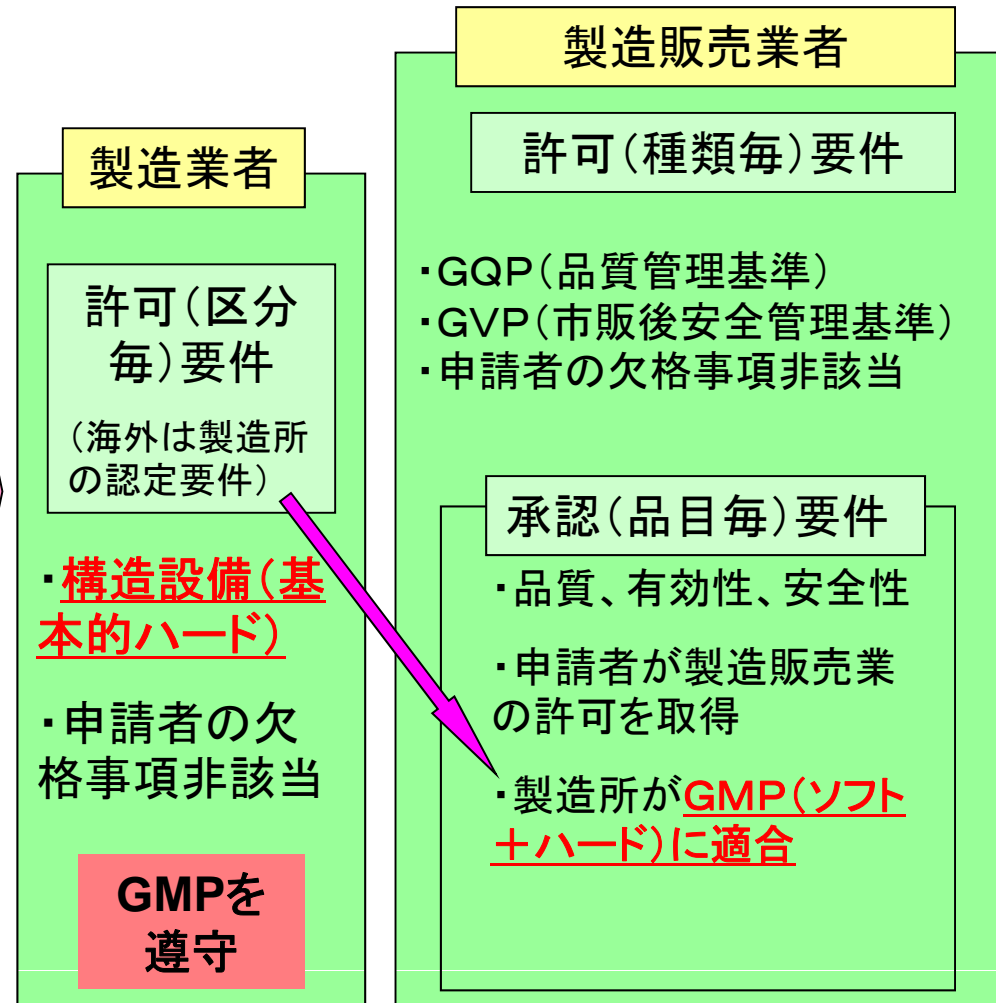 製造業者
許可(区分
毎)要件
(海外は製造所
の認定要件)
・構造設備(基
本的ハード)
・申請者の欠
格事項非該当
GMPを
遵守
製造販売業者
許可(種類毎)要件
・GQP(品質管理基準)
・GVP(市販後安全管理基準)
・申請者の欠格事項非該当
承認(品目毎)要件
・品質、有効性、安全性
・申請者が製造販売業
の許可を取得
・製造所がGMP(ソフト
+ハード)に適合